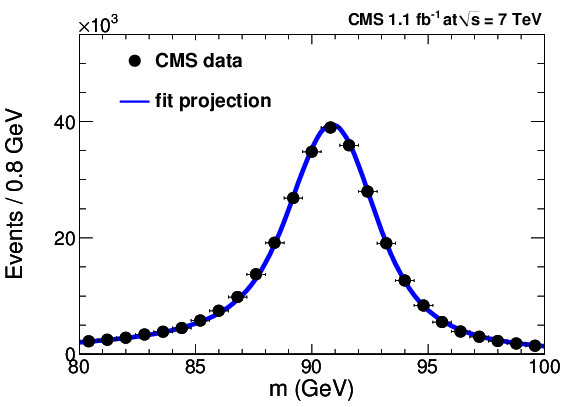 CMS 1.1 fb⁻¹ at √s = 7 TeV
×10³
CMS data
fit projection
40
20
0
Events / 0.8 GeV
80 85 90 95 100
m (GeV)